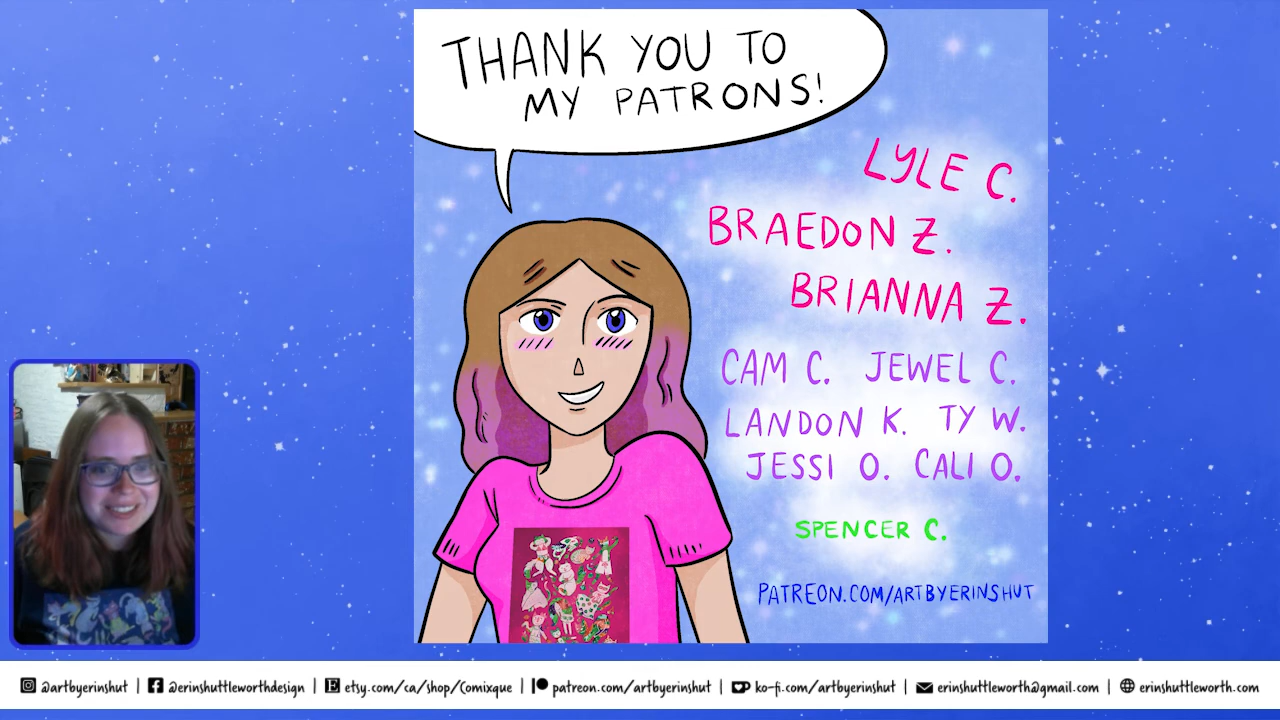 THANK YOU TO
MY PATRONS!
LYLE C.
BRAEDON Z.
BRIANNA Z.
CAM C. JEWEL C.
LANDON K. TY W.
JESSI O. CALI O.
SPENCER C.
PATREON.COM/ARTBYERINSHUT
@artbyerinshut | @erinshuttleworthdesign | etsy.com/ca/shop/Comixque | patreon.com/artbyerinshut | ko-fi.com/artbyerinshut | erinshuttleworth@gmail.com | erinshuttleworth.com